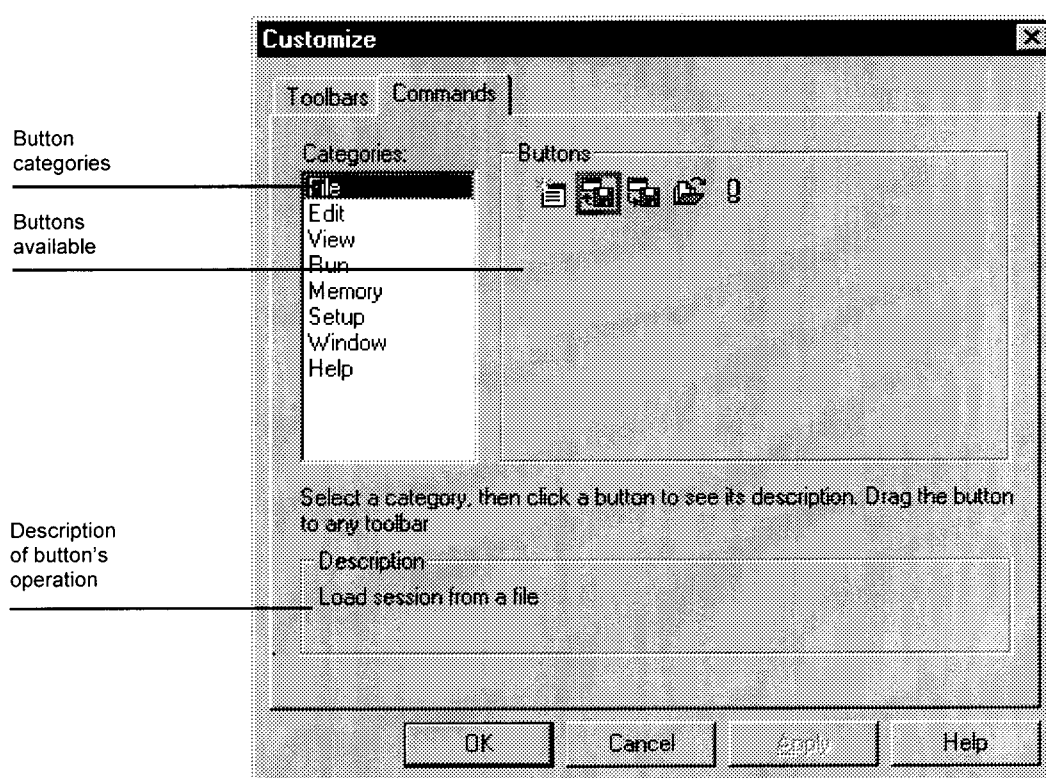 Customize
Toolbars Commands
Button
categories
Categories:
Buttons
File
Edit
View
Run
Memory
Setup
Window
Help
Buttons
available
Select a category, then click a button to see its description. Drag the button
to any toolbar
Description
of button's
operation
Description
Load session from a file
OK Cancel Apply Help